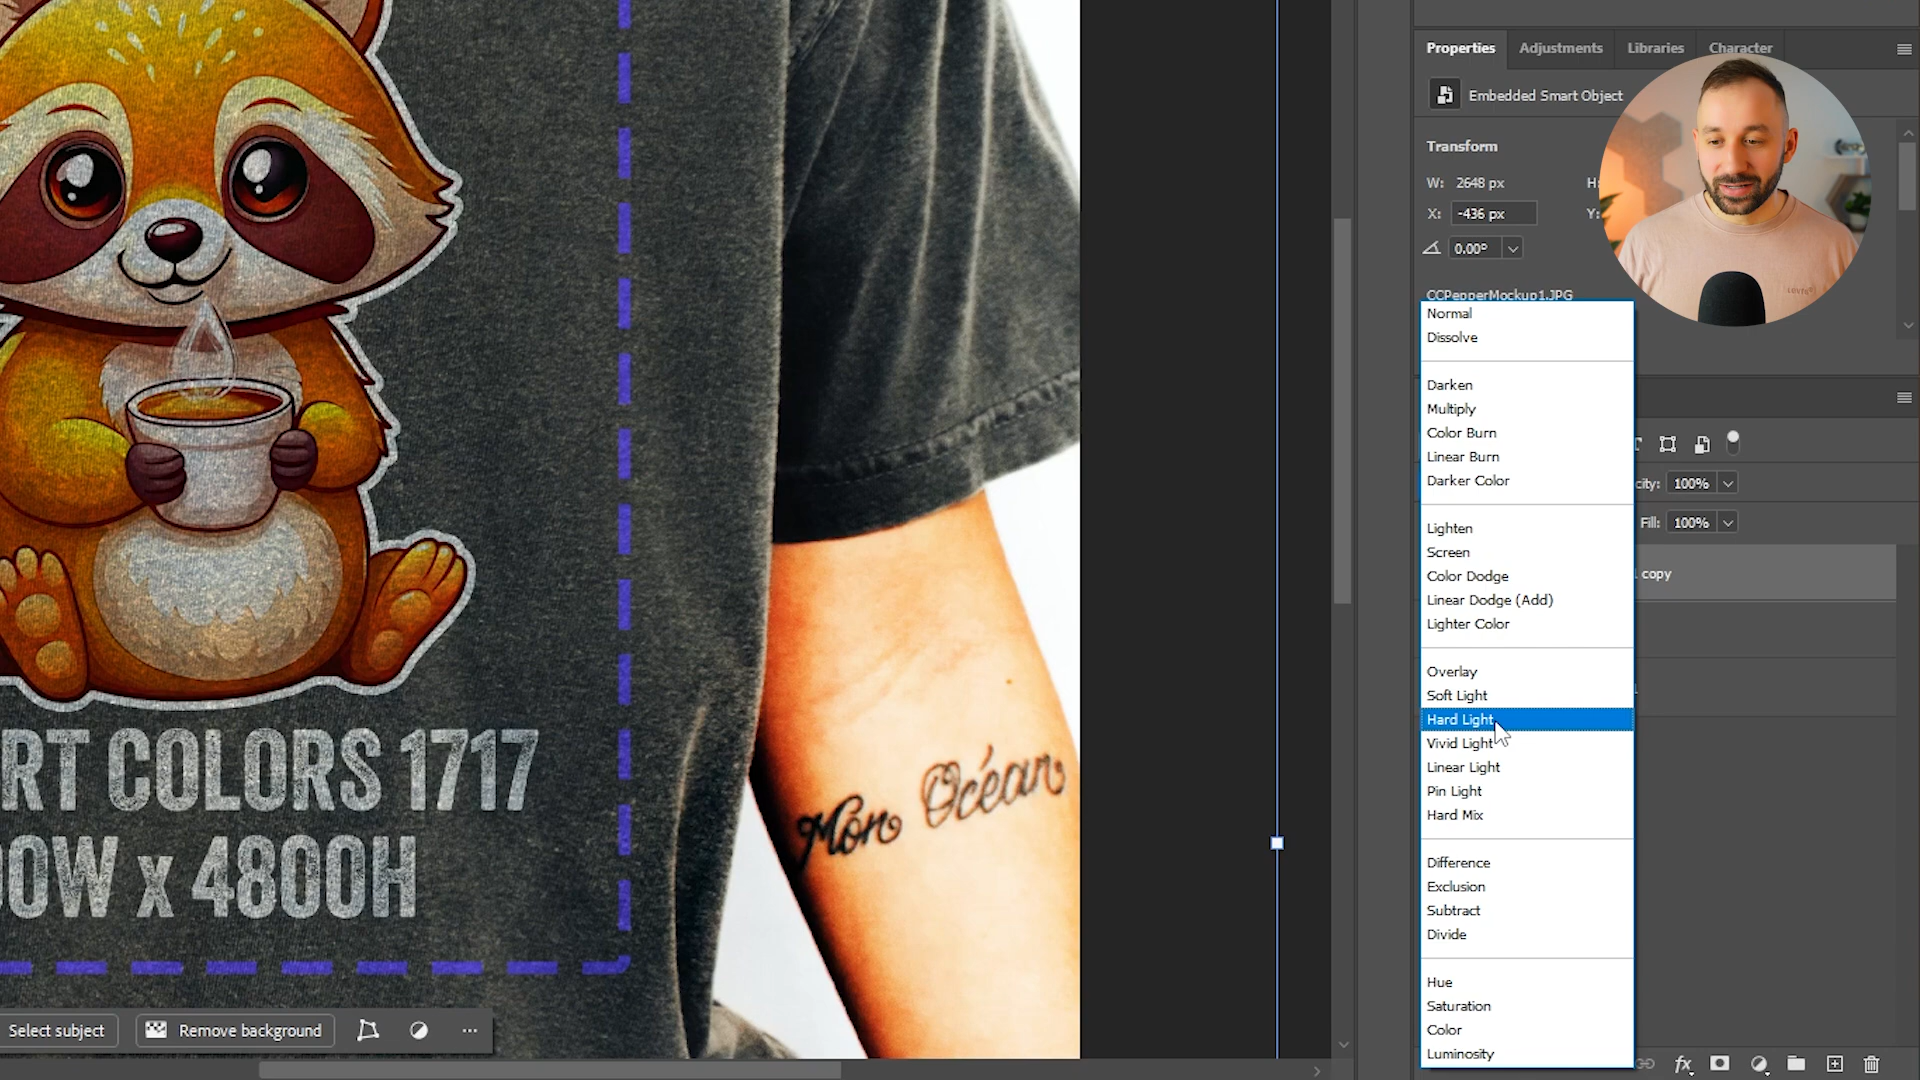 Properties
Adjustments
Libraries
Character
Embedded Smart Object
Transform
W: 2648 px
H:
X: -436 px
Y:
0.00°
CCPepperMockup1.JPG
Normal
Dissolve
Darken
Multiply
Color Burn
Linear Burn
Darker Color
Lighten
Screen
Color Dodge
Linear Dodge (Add)
Lighter Color
Overlay
Soft Light
Hard Light
Vivid Light
Linear Light
Pin Light
Hard Mix
Difference
Exclusion
Subtract
Divide
Hue
Saturation
Color
Luminosity
city: 100%
Fill: 100%
copy
RT COLORS 1717
00W x 4800H
Mon Océan
Select subject
Remove background
fx